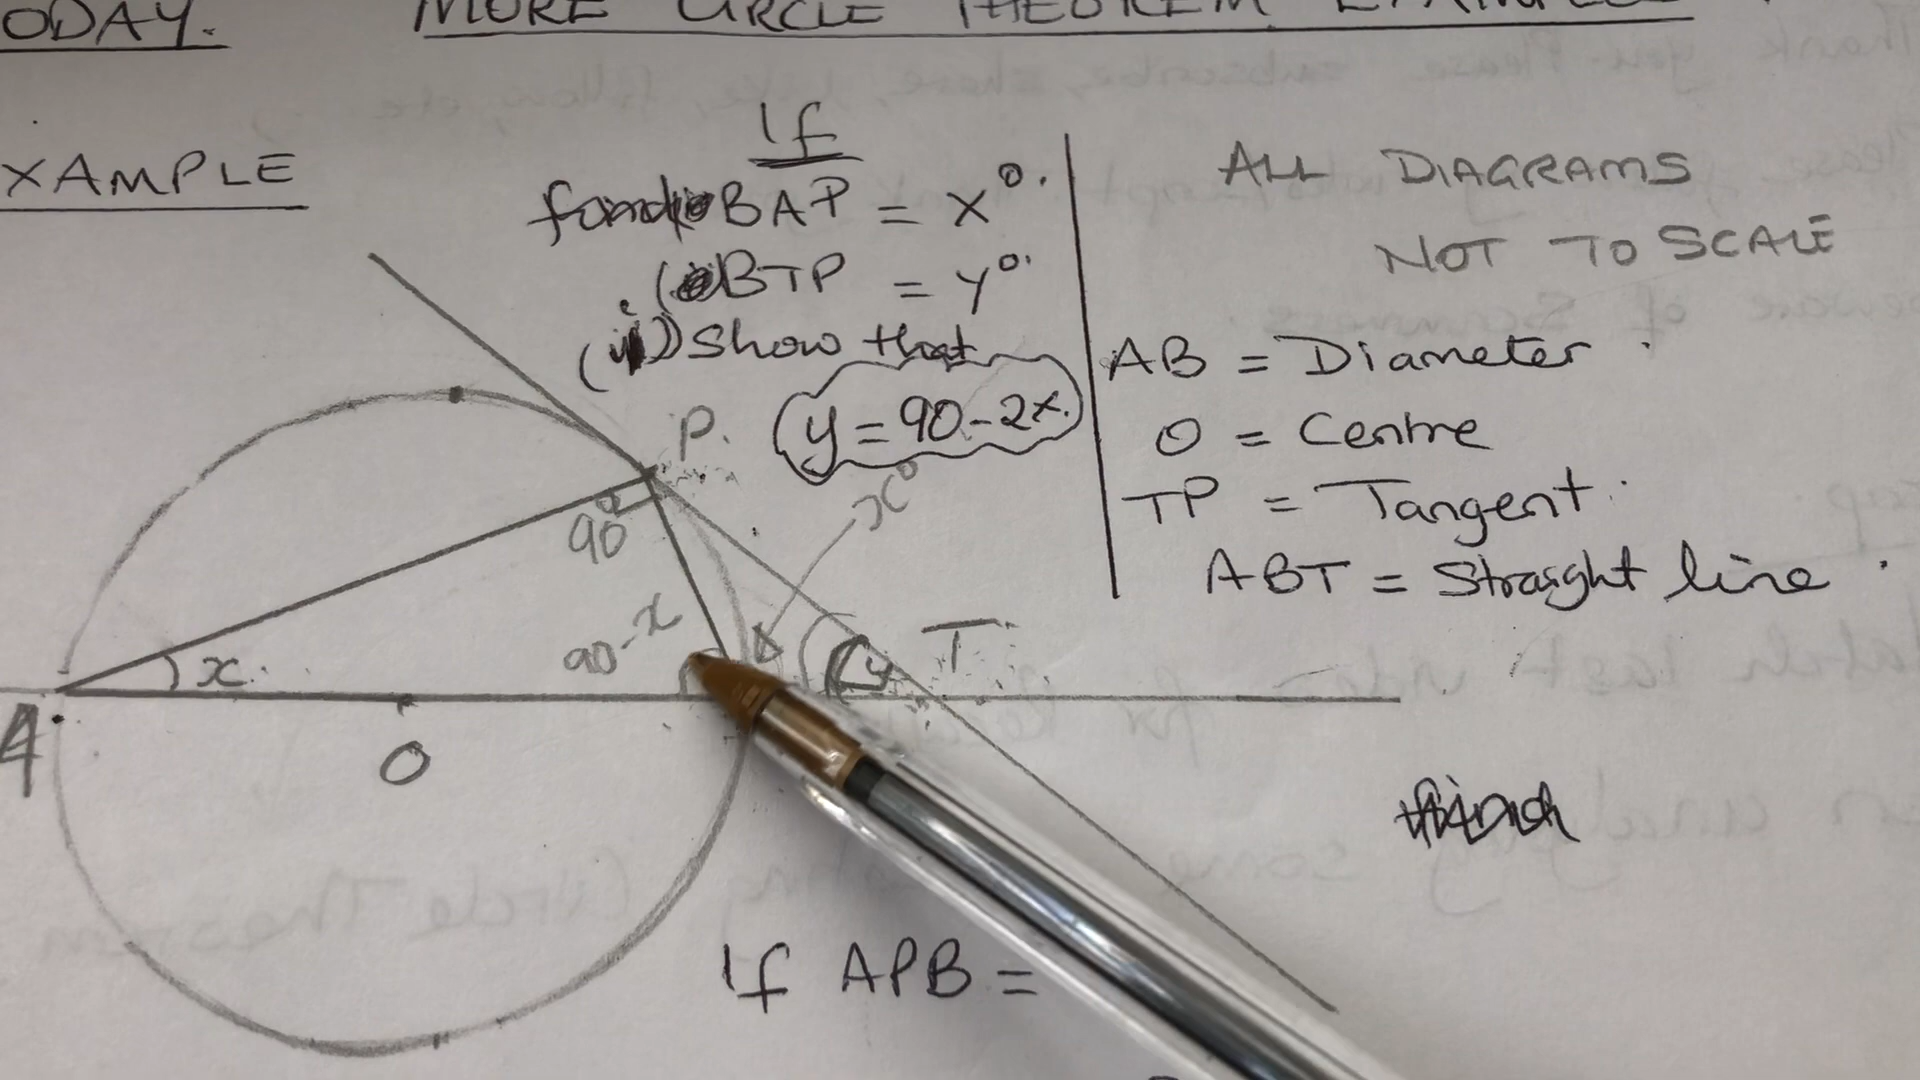 ODAY. MORE CIRCLE THEOREM EXAMPLES
XAMPLE
If
BAP = x°.
BTP = y°.
Show that
y = 90 - 2x.
ALL DIAGRAMS
NOT TO SCALE
AB = Diameter
O = Centre
TP = Tangent
ABT = Straight line
P.
x°
90°
90-x
x
y
T
A
O
If APB =